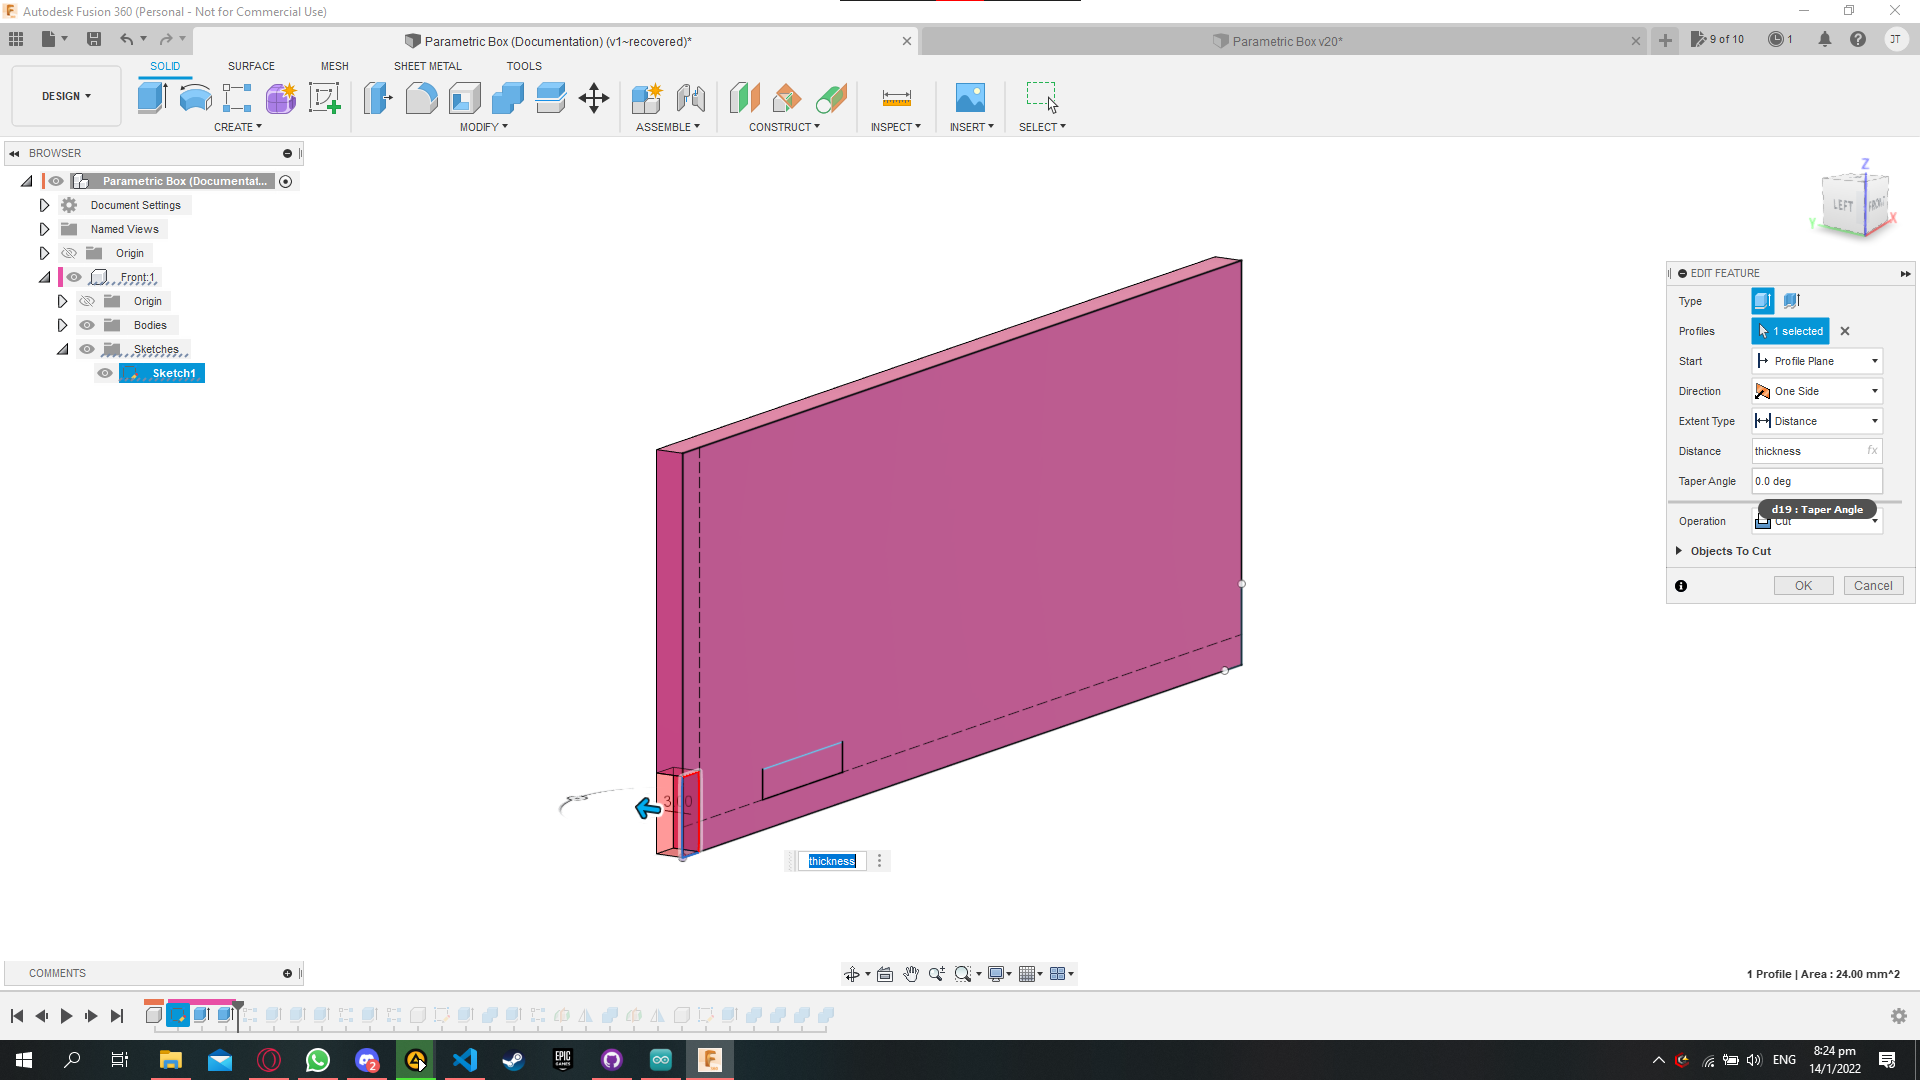 Autodesk Fusion 360 (Personal - Not for Commercial Use)
Parametric Box (Documentation) (v1~recovered)*
Parametric Box v20*
9 of 10
1
JT
DESIGN
SOLID
SURFACE
MESH
SHEET METAL
TOOLS
CREATE
MODIFY
ASSEMBLE
CONSTRUCT
INSPECT
INSERT
SELECT
BROWSER
Parametric Box (Documentat...
Document Settings
Named Views
Origin
Front:1
Origin
Bodies
Sketches
Sketch1
Z
LEFT
FRONT
Y
X
EDIT FEATURE
Type
Profiles
1 selected
Start
Profile Plane
Direction
One Side
Extent Type
Distance
Distance
thickness
fx
Taper Angle
0.0 deg
d19 : Taper Angle
Operation
Cut
Objects To Cut
OK
Cancel
3.00
thickness
COMMENTS
1 Profile | Area : 24.00 mm^2
2
EPIC
GAMES
ENG
8:24 pm
14/1/2022